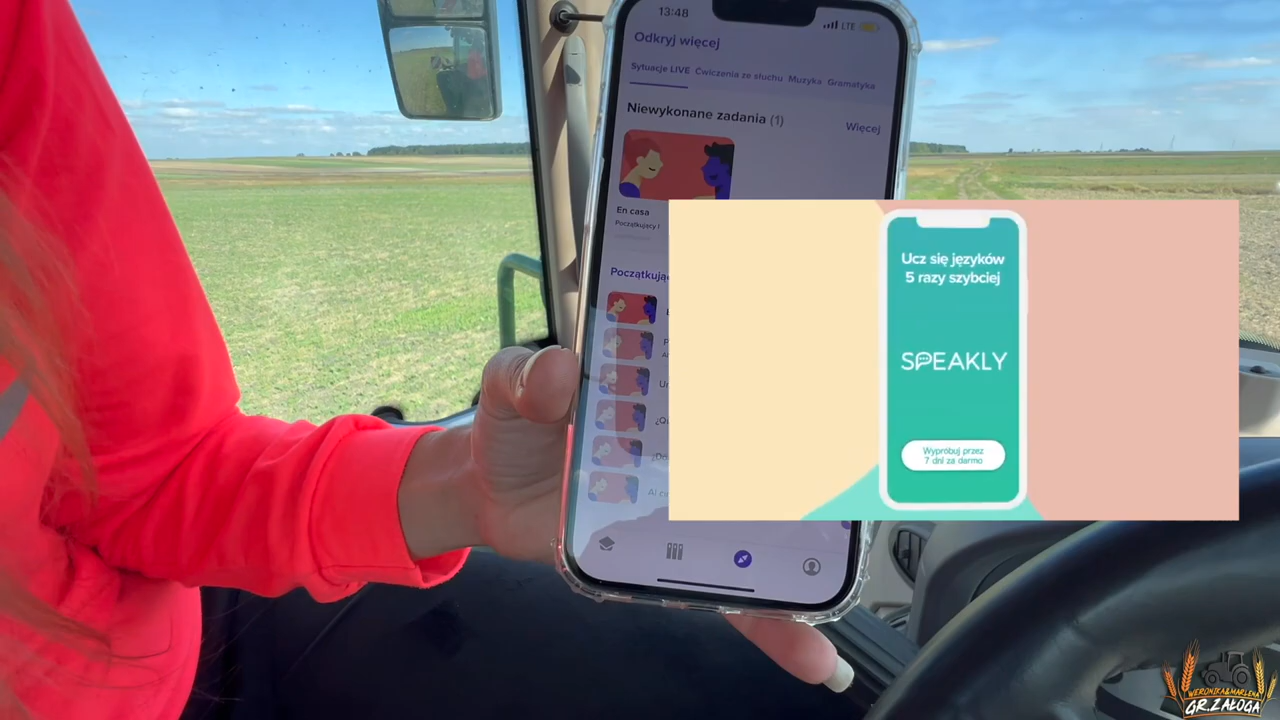 13:48
LTE
Odkryj więcej
Sytuacje LIVE Ćwiczenia ze słuchu Muzyka Gramatyka
Niewykonane zadania (1)
Więcej
En casa
Początkujący I
Ucz się języków
5 razy szybciej
SPEAKLY
Wypróbuj przez
7 dni za darmo
WERONIKA&MARLENA
GR.ZAŁOGA